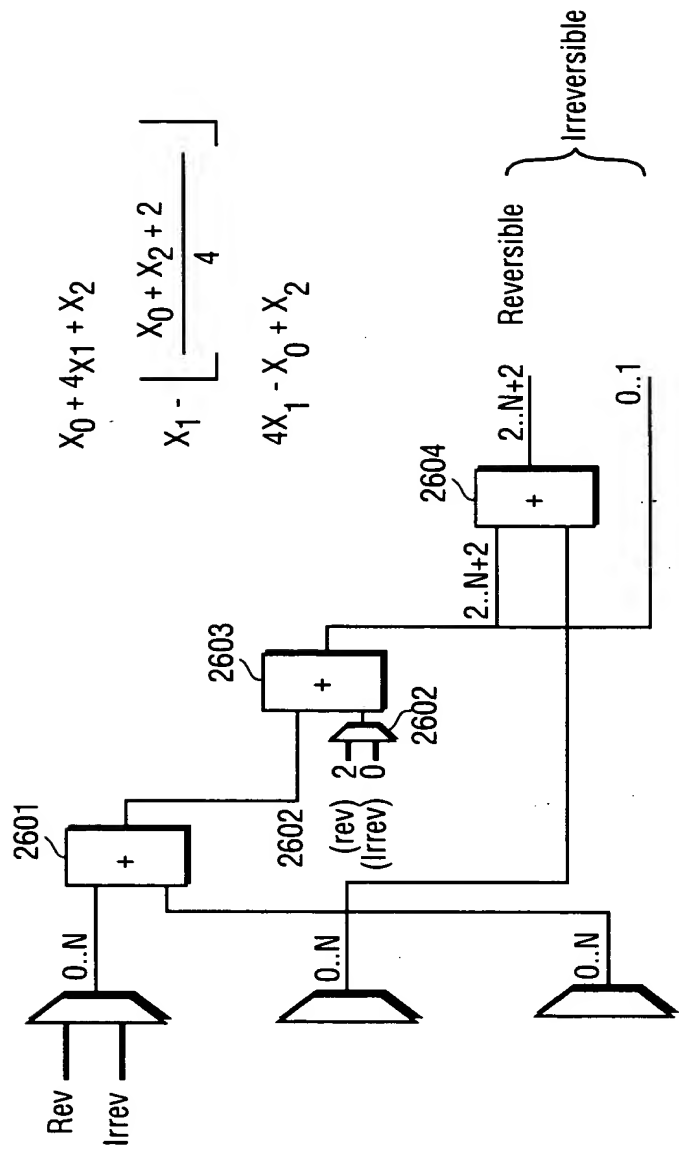 X₀ + 4X₁ + X₂
X₁ - [ X₀ + X₂ + 2 / 4 ]
4X₁ - X₀ + X₂
Rev
Irrev
0..N
2601
+
2602
(rev) 2
(Irrev) 0
2602
2603
+
0..N
0..N
2..N+2
2604
+
2..N+2
Reversible
0..1
Irreversible